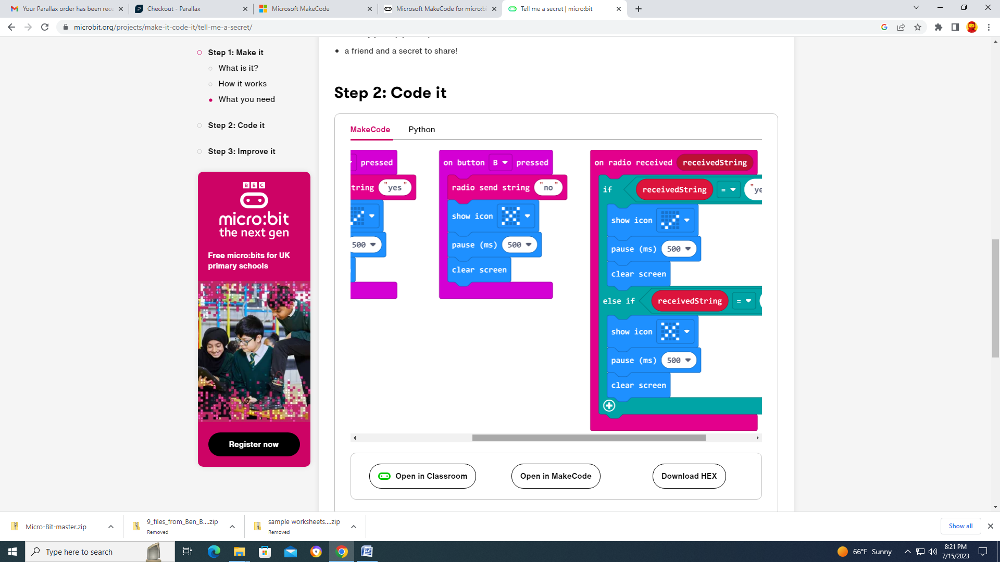 Your Parallax order has been rece
Checkout - Parallax
Microsoft MakeCode
Microsoft MakeCode for micro:bi
Tell me a secret | micro:bit
microbit.org/projects/make-it-code-it/tell-me-a-secret/
Step 1: Make it
What is it?
How it works
What you need
Step 2: Code it
Step 3: Improve it
BBC
micro:bit
the next gen
Free micro:bits for UK
primary schools
Register now
• a friend and a secret to share!
Step 2: Code it
MakeCode Python
pressed
tring "yes"
500
on button B pressed
radio send string "no"
show icon
pause (ms) 500
clear screen
on radio received receivedString
if receivedString = "ye
show icon
pause (ms) 500
clear screen
else if receivedString =
show icon
pause (ms) 500
clear screen
Open in Classroom
Open in MakeCode
Download HEX
Micro-Bit-master.zip
9_files_from_Ben_B....zip
Removed
sample worksheets....zip
Removed
Show all
Type here to search
66°F Sunny
8:21 PM
7/15/2023